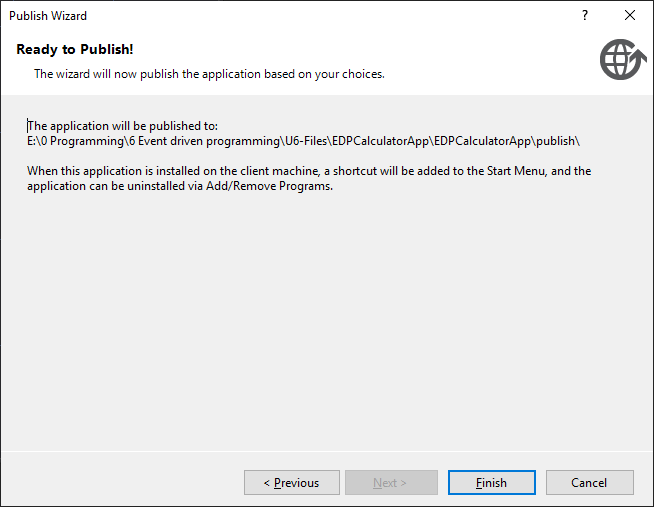 Publish Wizard
?
Ready to Publish!
The wizard will now publish the application based on your choices.
The application will be published to:
E:\0 Programming\6 Event driven programming\U6-Files\EDPCalculatorApp\EDPCalculatorApp\publish\
When this application is installed on the client machine, a shortcut will be added to the Start Menu, and the
application can be uninstalled via Add/Remove Programs.
< Previous
Next >
Finish
Cancel